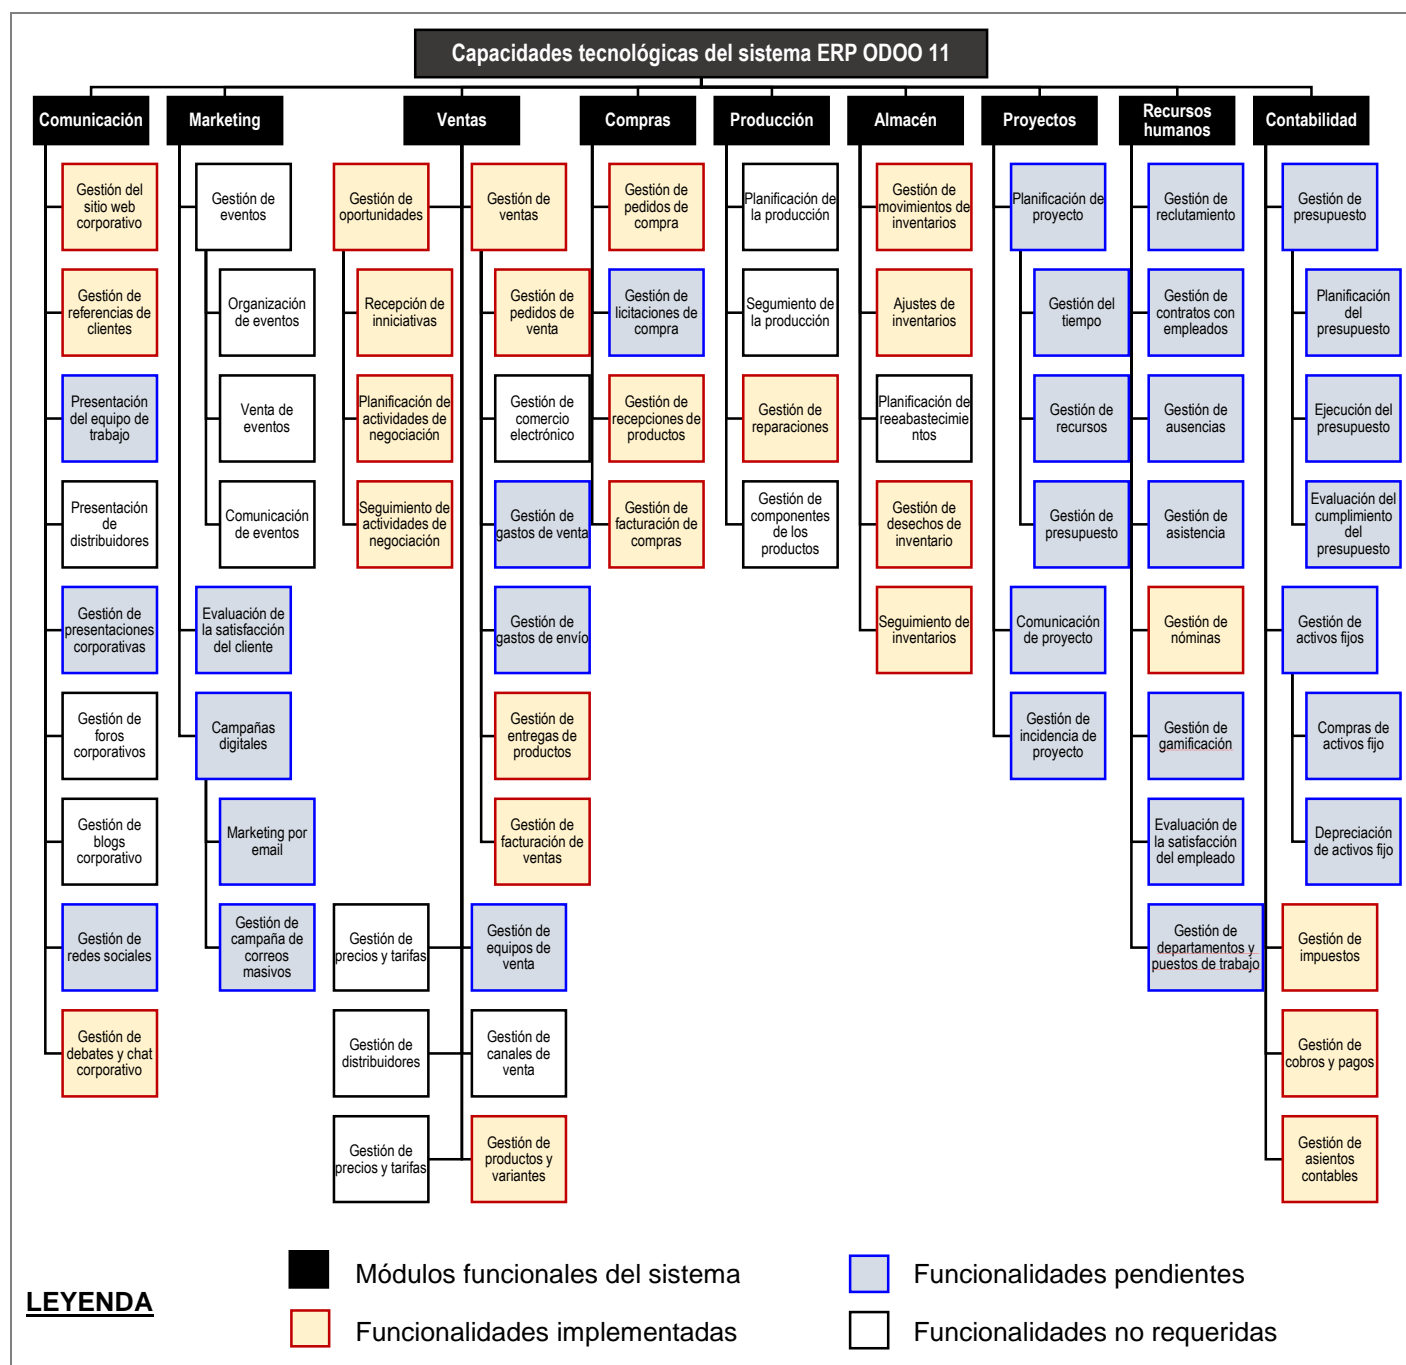 Capacidades tecnológicas del sistema ERP ODOO 11
Comunicación
Gestión del
sitio web
corporativo
Gestión de
referencias de
clientes
Presentación
del equipo de
trabajo
Presentación
de
distribuidores
Gestión de
presentaciones
corporativas
Gestión de
foros
corporativos
Gestión de
blogs
corporativo
Gestión de
redes sociales
Gestión de
debates y chat
corporativo
Marketing
Gestión de
eventos
Organización
de eventos
Venta de
eventos
Comunicación
de eventos
Evaluación de
la satisfacción
del cliente
Campañas
digitales
Marketing por
email
Gestión de
campaña de
correos
masivos
Ventas
Gestión de
oportunidades
Recepción de
inniciativas
Planificación de
actividades de
negociación
Seguimiento de
actividades de
negociación
Gestión de
ventas
Gestión de
pedidos de
venta
Gestión de
comercio
electrónico
Gestión de
gastos de venta
Gestión de
gastos de envío
Gestión de
entregas de
productos
Gestión de
facturación de
ventas
Gestión de
precios y tarifas
Gestión de
equipos de
venta
Gestión de
distribuidores
Gestión de
canales de
venta
Gestión de
precios y tarifas
Gestión de
productos y
variantes
Compras
Gestión de
pedidos de
compra
Gestión de
licitaciones de
compra
Gestión de
recepciones de
productos
Gestión de
facturación de
compras
Producción
Planificación de
la producción
Segumiento de
la producción
Gestión de
reparaciones
Gestión de
componentes
de los
productos
Almacén
Gestión de
movimientos de
inventarios
Ajustes de
inventarios
Planificación de
reeabastecimie
ntos
Gestión de
desechos de
inventario
Seguimiento de
inventarios
Proyectos
Planificación de
proyecto
Gestión del
tiempo
Gestión de
recursos
Gestión de
presupuesto
Comunicación
de proyecto
Gestión de
incidencia de
proyecto
Recursos
humanos
Gestión de
reclutamiento
Gestión de
contratos con
empleados
Gestión de
ausencias
Gestión de
asistencia
Gestión de
nóminas
Gestión de
gamificación
Evaluación de
la satisfacción
del empleado
Gestión de
departamentos y
puestos de trabajo
Contabilidad
Gestión de
presupuesto
Planificación
del
presupuesto
Ejecución del
presupuesto
Evaluación del
cumplimiento
del
presupuesto
Gestión de
activos fijos
Compras de
activos fijo
Depreciación
de activos fijo
Gestión de
impuestos
Gestión de
cobros y pagos
Gestión de
asientos
contables
LEYENDA
Módulos funcionales del sistema
Funcionalidades pendientes
Funcionalidades implementadas
Funcionalidades no requeridas